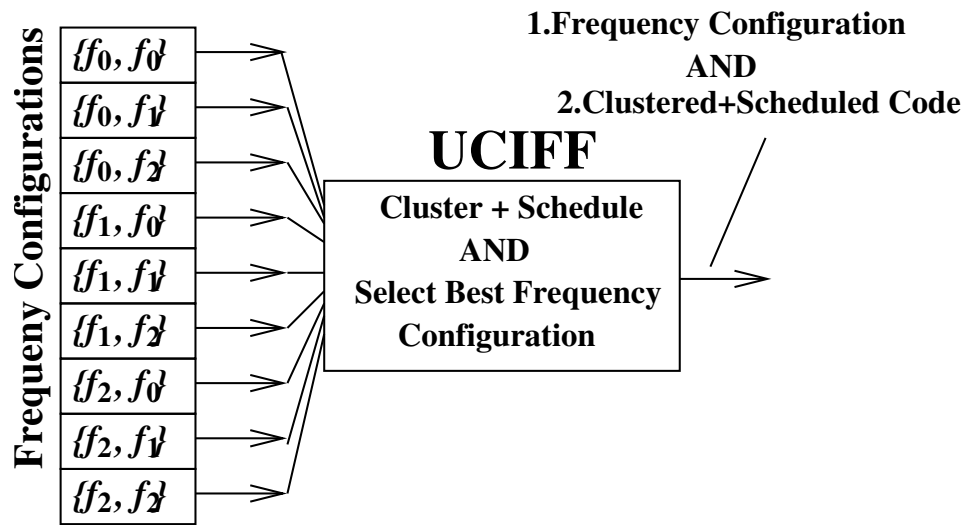 Frequeny Configurations
{f0, f0}
{f0, f1}
{f0, f2}
{f1, f0}
{f1, f1}
{f1, f2}
{f2, f0}
{f2, f1}
{f2, f2}
UCIFF
Cluster + Schedule
AND
Select Best Frequency
Configuration
1.Frequency Configuration
AND
2.Clustered+Scheduled Code